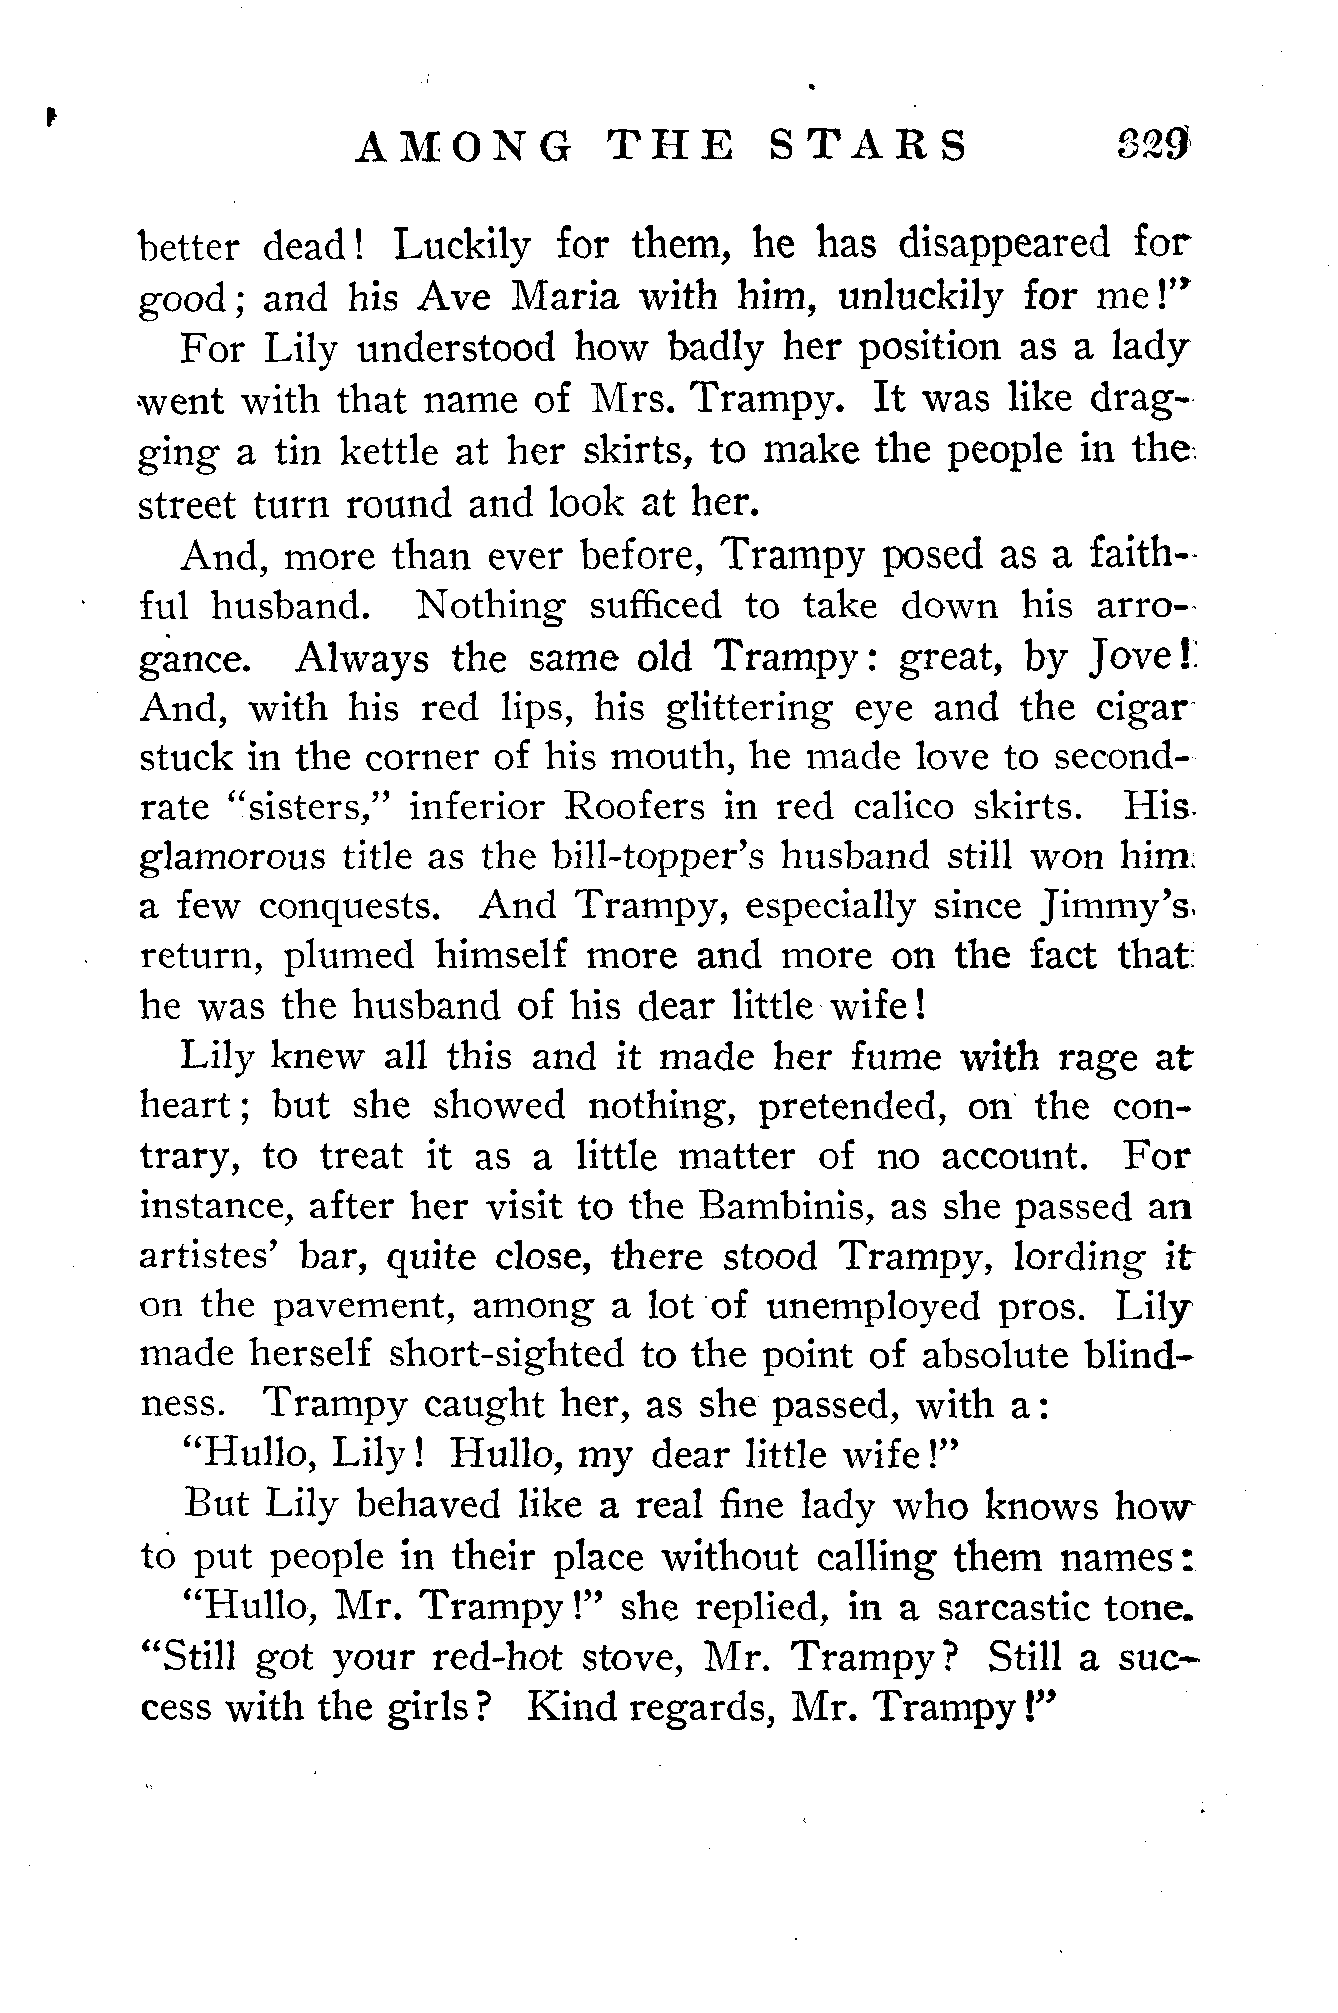 AMONG THE STARS 329
better dead! Luckily for them, he has disappeared for
good; and his Ave Maria with him, unluckily for me!"
For Lily understood how badly her position as a lady
went with that name of Mrs. Trampy. It was like drag-
ging a tin kettle at her skirts, to make the people in the
street turn round and look at her.
And, more than ever before, Trampy posed as a faith-
ful husband. Nothing sufficed to take down his arro-
gance. Always the same old Trampy: great, by Jove!
And, with his red lips, his glittering eye and the cigar
stuck in the corner of his mouth, he made love to second-
rate "sisters," inferior Roofers in red calico skirts. His
glamorous title as the bill-topper's husband still won him
a few conquests. And Trampy, especially since Jimmy's
return, plumed himself more and more on the fact that
he was the husband of his dear little wife!
Lily knew all this and it made her fume with rage at
heart; but she showed nothing, pretended, on the con-
trary, to treat it as a little matter of no account. For
instance, after her visit to the Bambinis, as she passed an
artistes' bar, quite close, there stood Trampy, lording it
on the pavement, among a lot of unemployed pros. Lily
made herself short-sighted to the point of absolute blind-
ness. Trampy caught her, as she passed, with a:
"Hullo, Lily! Hullo, my dear little wife!"
But Lily behaved like a real fine lady who knows how
to put people in their place without calling them names:
"Hullo, Mr. Trampy!" she replied, in a sarcastic tone.
"Still got your red-hot stove, Mr. Trampy? Still a suc-
cess with the girls? Kind regards, Mr. Trampy!"